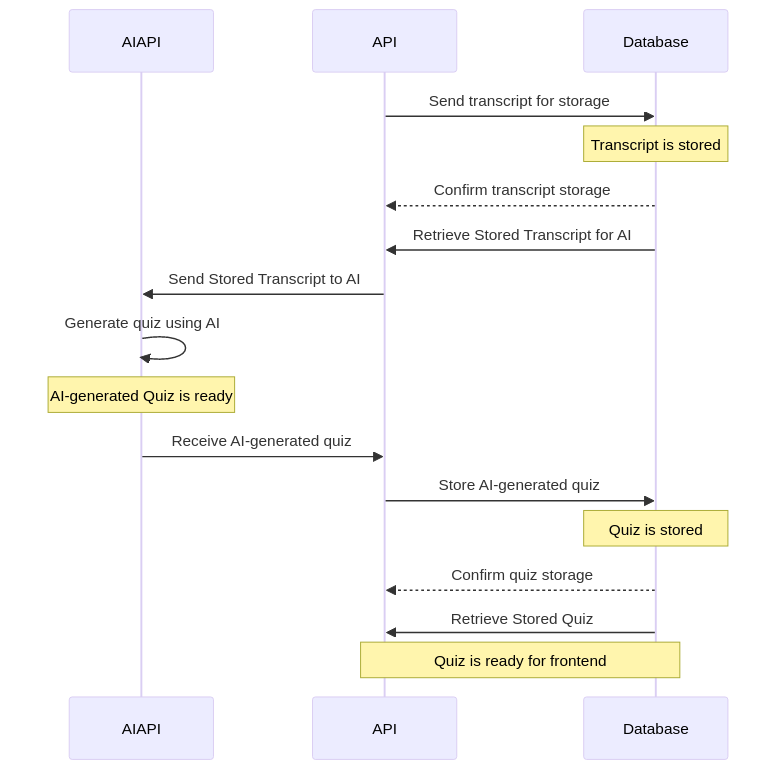 AIAPI
API
Database
Send transcript for storage
Transcript is stored
Confirm transcript storage
Retrieve Stored Transcript for AI
Send Stored Transcript to AI
Generate quiz using AI
AI-generated Quiz is ready
Receive AI-generated quiz
Store AI-generated quiz
Quiz is stored
Confirm quiz storage
Retrieve Stored Quiz
Quiz is ready for frontend
AIAPI
API
Database